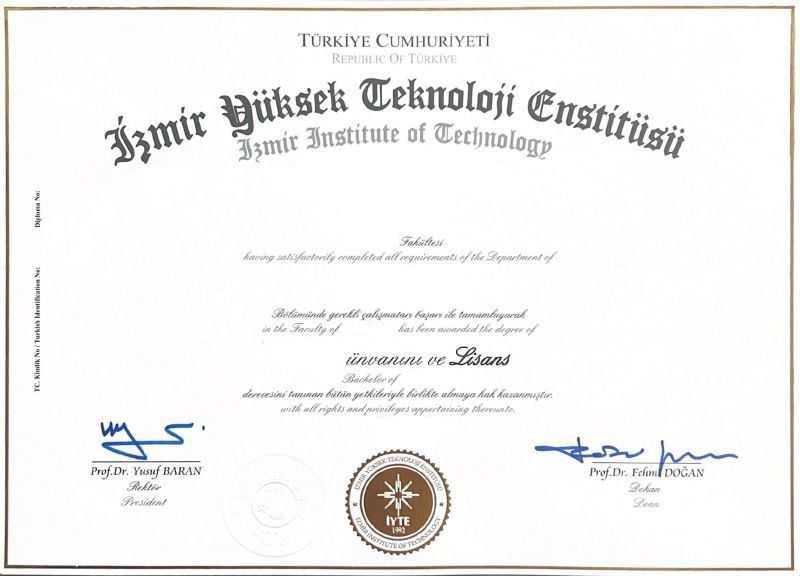 TÜRKİYE CUMHURİYETİ
REPUBLIC OF TÜRKİYE
İzmir Yüksek Teknoloji Enstitüsü
Izmir Institute of Technology
Diploma No:
TC. Kimlik No / Turkish Identification No:
Fakültesi
having satisfactorily completed all requirements of the Department of
Bölümünde gerekli çalışmaları başarı ile tamamlayarak
in the Faculty of has been awarded the degree of
ünvanını ve Lisans
Bachelor of
derecesini tanınan bütün yetkileriyle birlikte almaya hak kazanmıştır.
with all rights and privileges appertaining thereunto.
Prof.Dr. Yusuf BARAN
Rektör
President
Prof.Dr. Fehmi DOĞAN
Dekan
Dean
İZMİR YÜKSEK TEKNOLOJİ ENSTİTÜSÜ
İYTE
1992
İZMİR INSTITUTE OF TECHNOLOGY